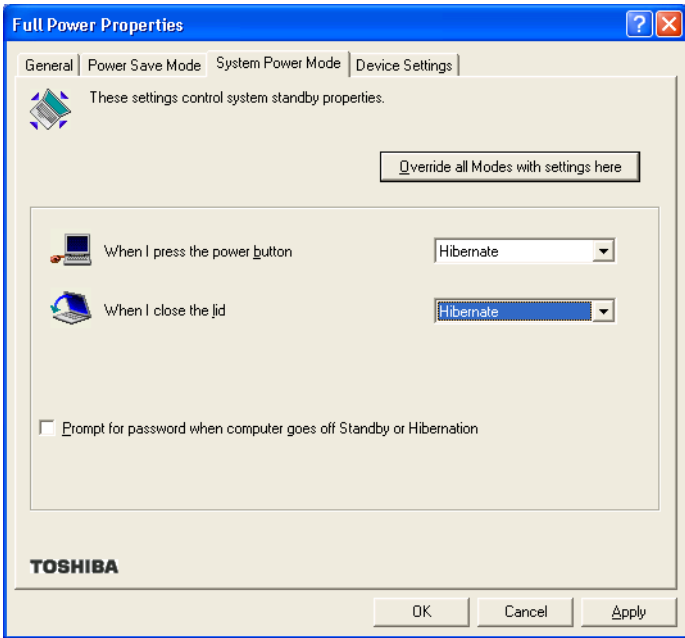 Full Power Properties
General Power Save Mode System Power Mode Device Settings
These settings control system standby properties.
Override all Modes with settings here
When I press the power button Hibernate
When I close the lid Hibernate
Prompt for password when computer goes off Standby or Hibernation
TOSHIBA
OK Cancel Apply